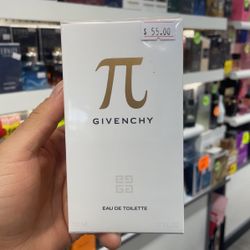 $ 55.00
π
GIVENCHY
EAU DE TOILETTE